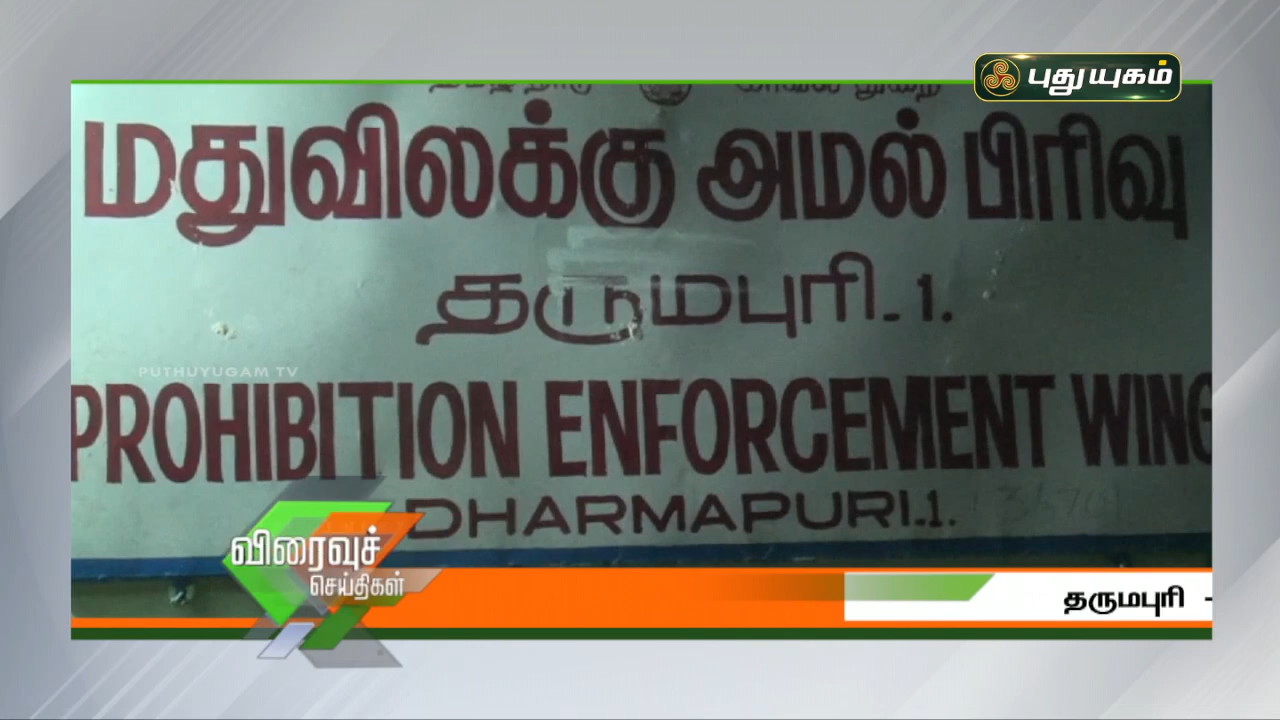 புதுயுகம்
மதுவிலக்கு அமல் பிரிவு
தருமபுரி-1.
PUTHUYUGAM TV
PROHIBITION ENFORCEMENT WING
DHARMAPURI-1.
விரைவுச்
செய்திகள்
தருமபுரி -